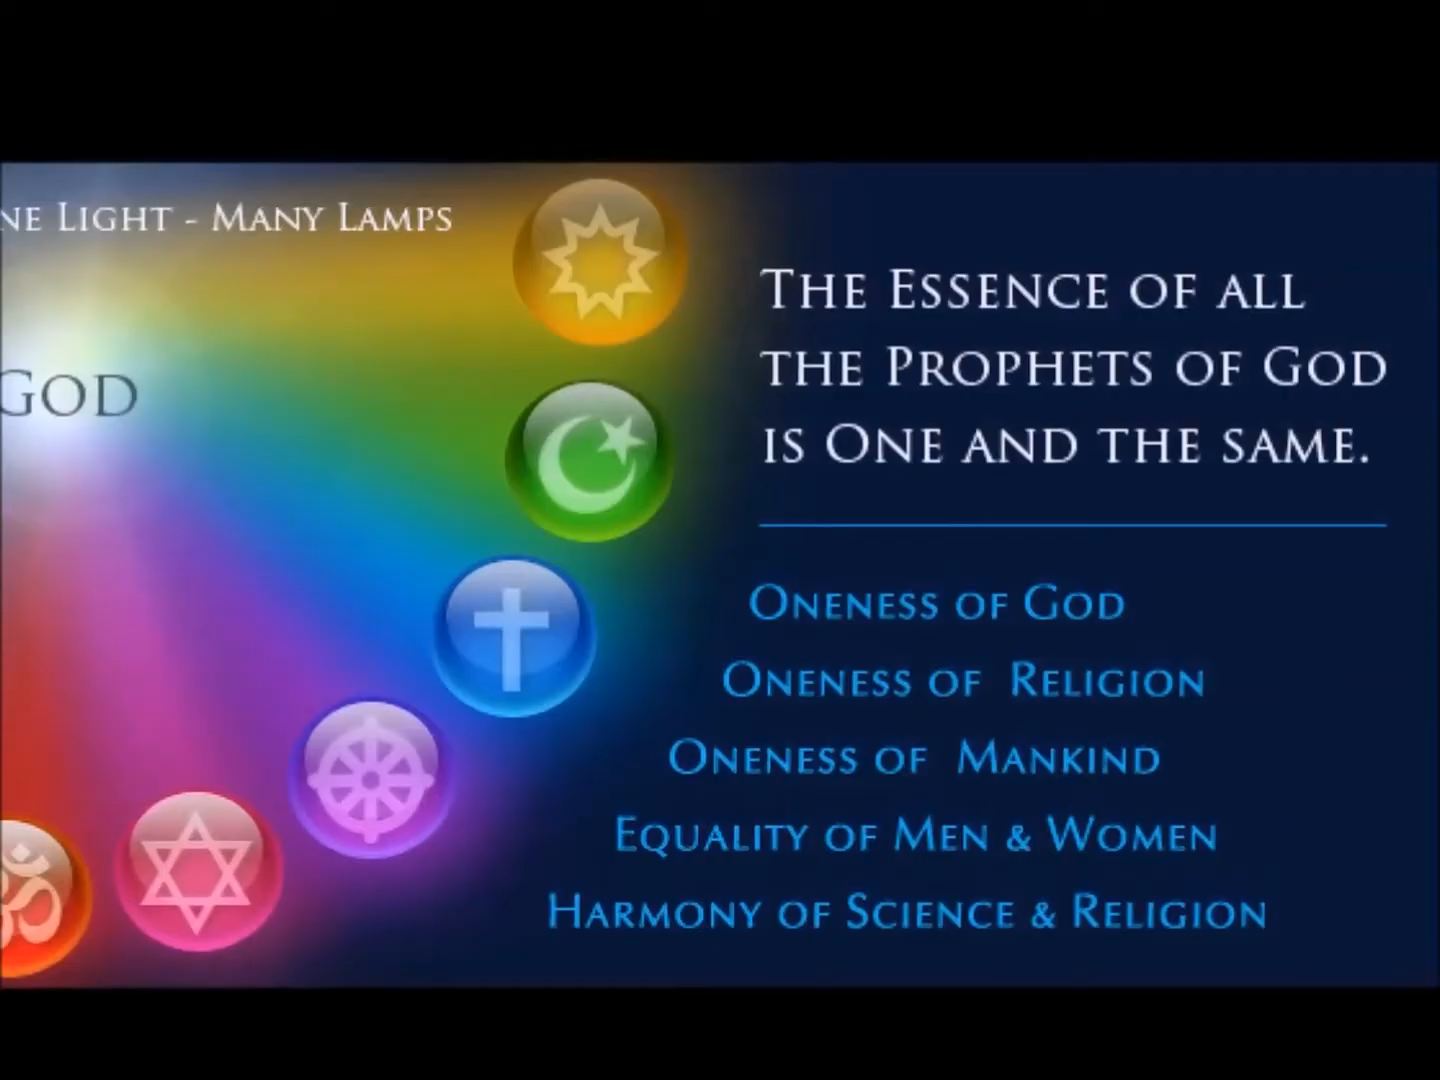 NE LIGHT - MANY LAMPS
GOD
THE ESSENCE OF ALL
THE PROPHETS OF GOD
IS ONE AND THE SAME.
ONENESS OF GOD
ONENESS OF RELIGION
ONENESS OF MANKIND
EQUALITY OF MEN & WOMEN
HARMONY OF SCIENCE & RELIGION